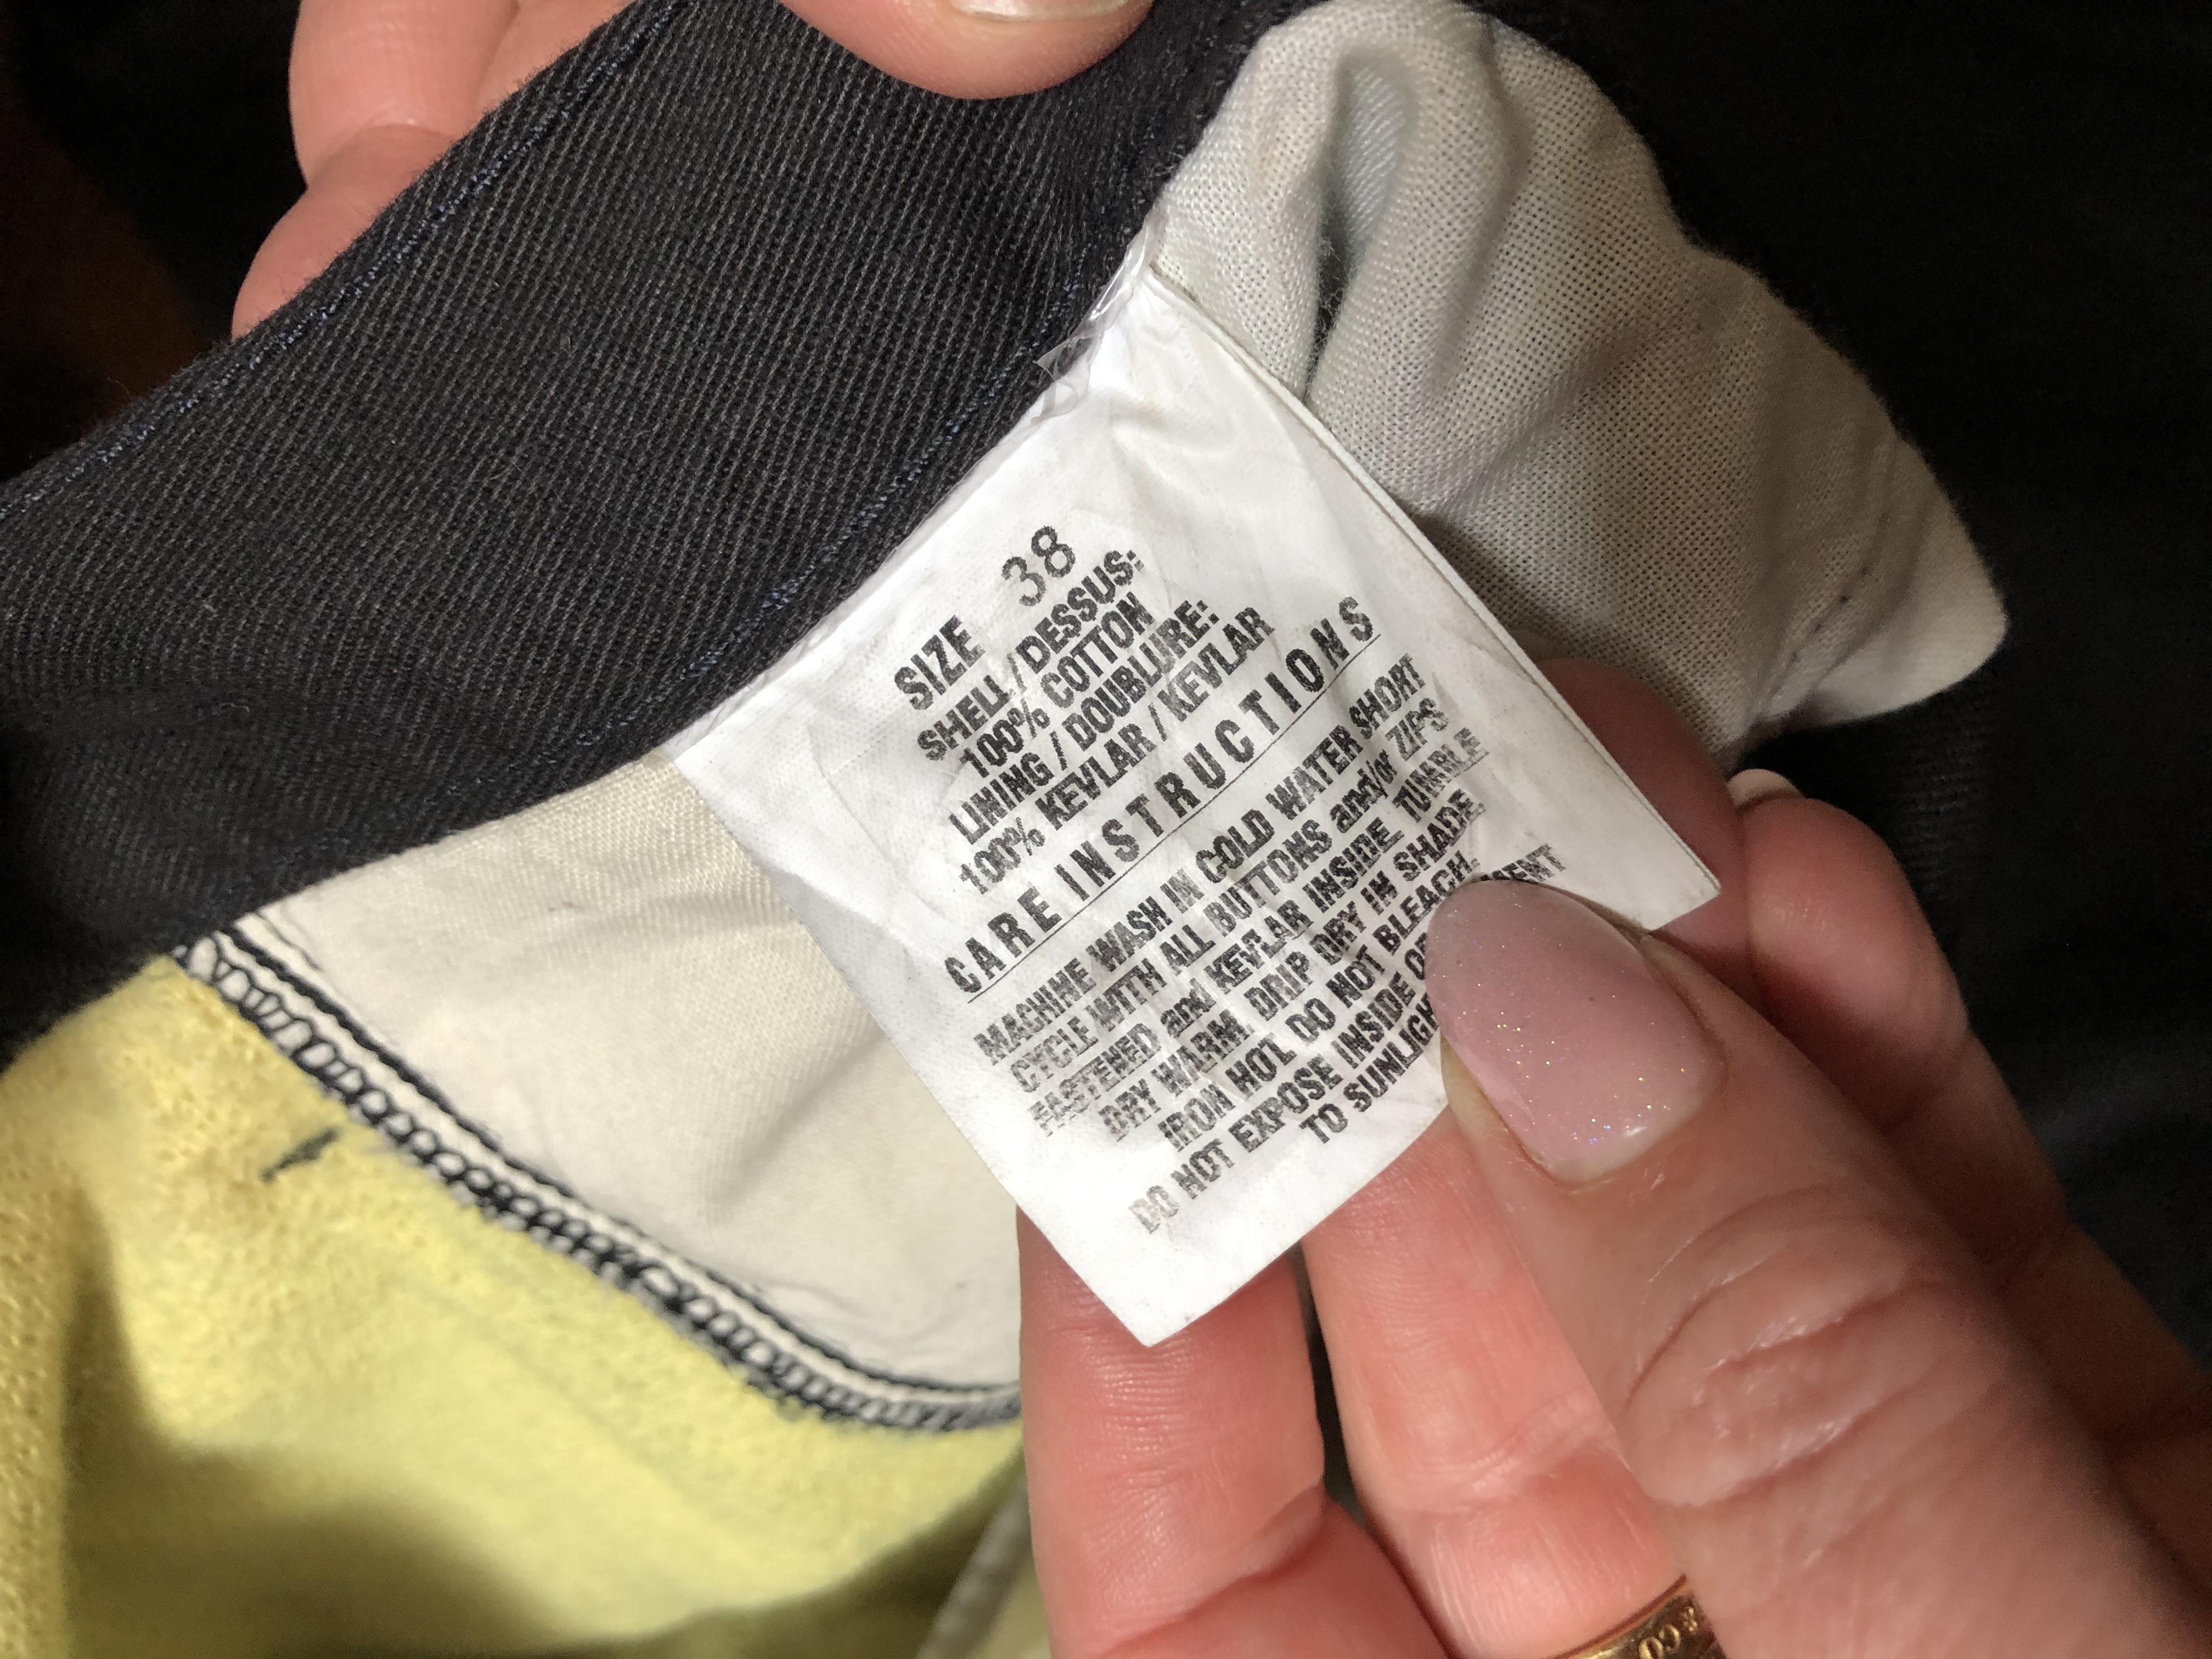 SIZE 38
SHELL / DESSUS:
100% COTTON
LINING / DOUBLURE:
100% KEVLAR / KEVLAR
CARE INSTRUCTIONS
MACHINE WASH IN COLD WATER SHORT
CYCLE WITH ALL BUTTONS and/or ZIPS
FASTENED and KEVLAR INSIDE. TUMBLE
DRY WARM. DRIP DRY IN SHADE.
IRON HOT. DO NOT BLEACH.
DO NOT EXPOSE INSIDE
TO
& CO